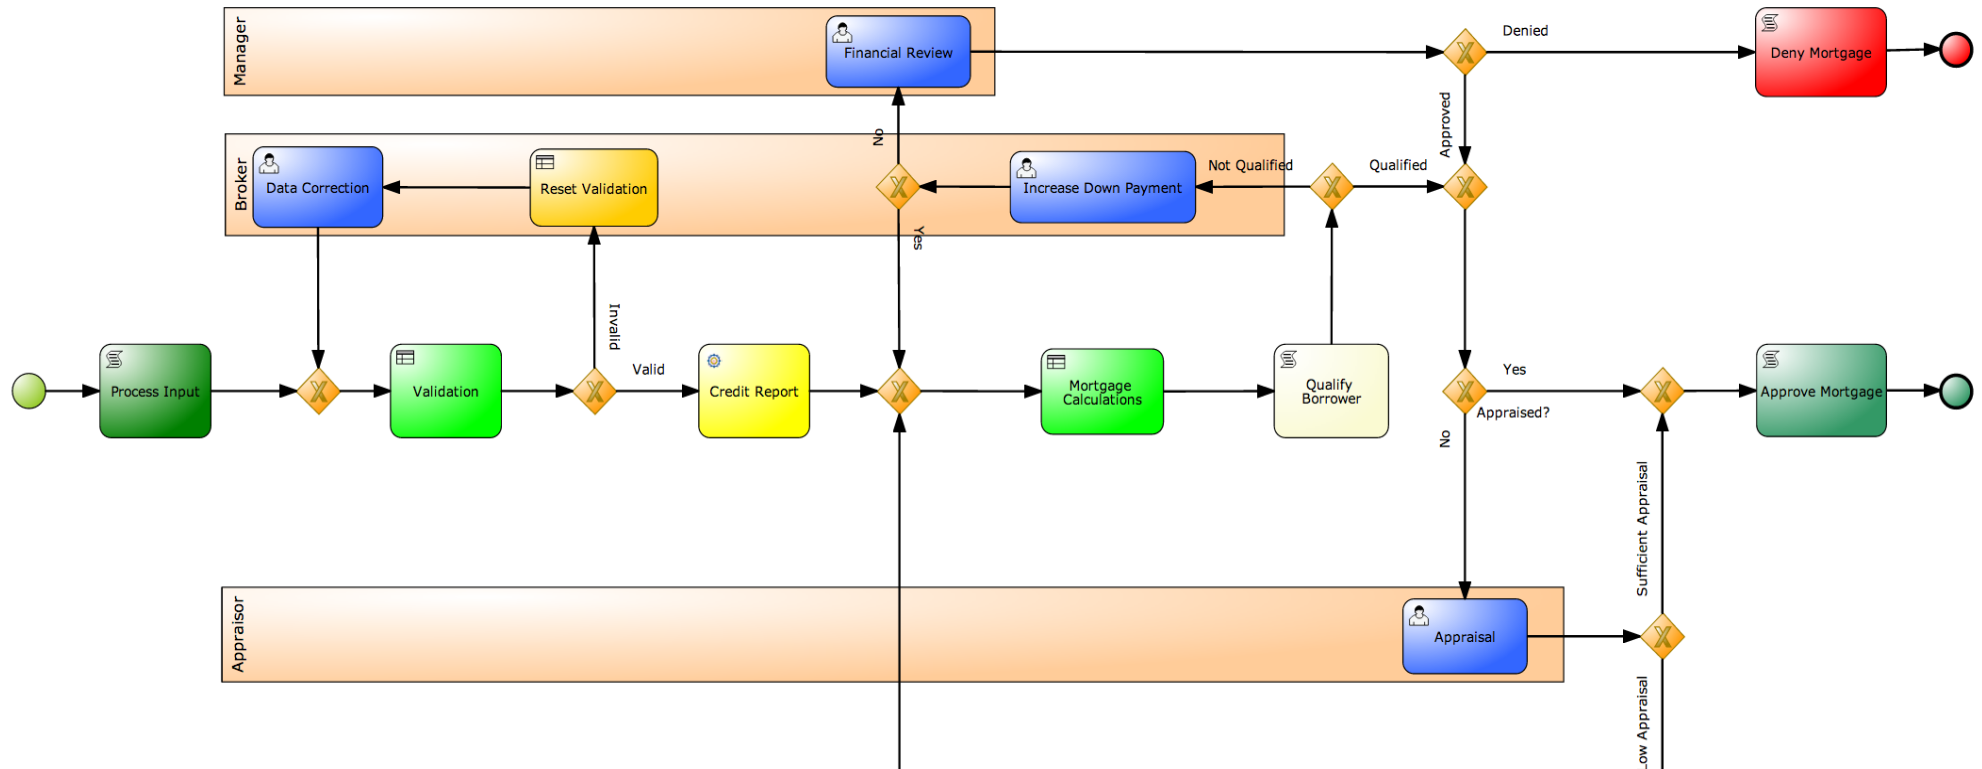 Manager
Financial Review
Denied
Deny Mortgage
No
Approved
Broker
Data Correction
Reset Validation
Increase Down Payment
Not Qualified
Qualified
Yes
Invalid
Process Input
Validation
Valid
Credit Report
Mortgage
Calculations
Qualify
Borrower
Yes
Appraised?
Approve Mortgage
No
Sufficient Appraisal
Appraisor
Appraisal
Low Appraisal